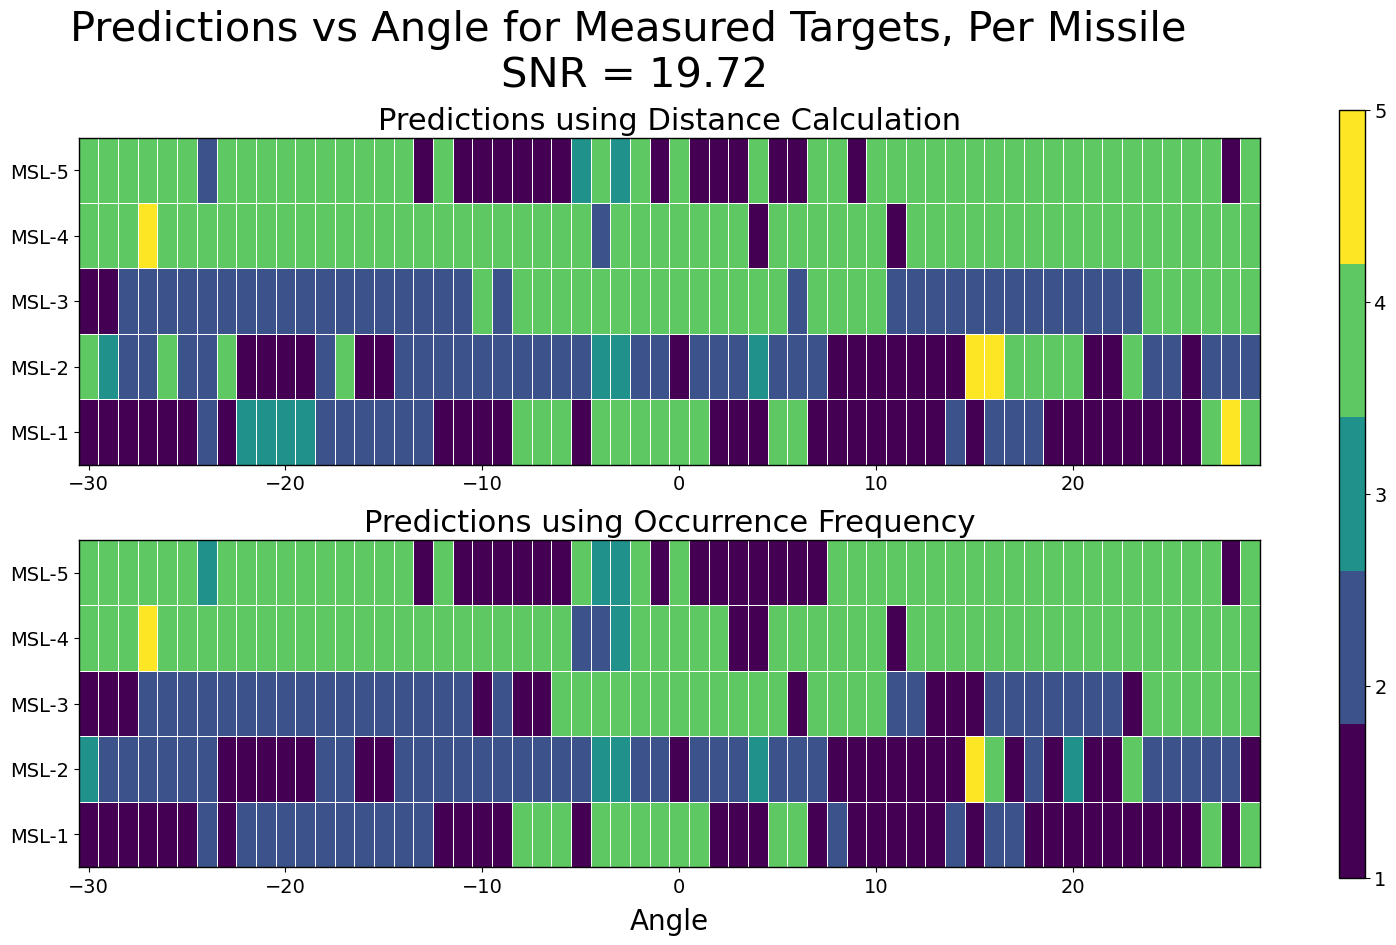 Predictions vs Angle for Measured Targets, Per Missile
SNR = 19.72
Predictions using Distance Calculation
MSL-5
MSL-4
MSL-3
MSL-2
MSL-1
−30 −20 −10 0 10 20
Predictions using Occurrence Frequency
MSL-5
MSL-4
MSL-3
MSL-2
MSL-1
−30 −20 −10 0 10 20
Angle
5
4
3
2
1